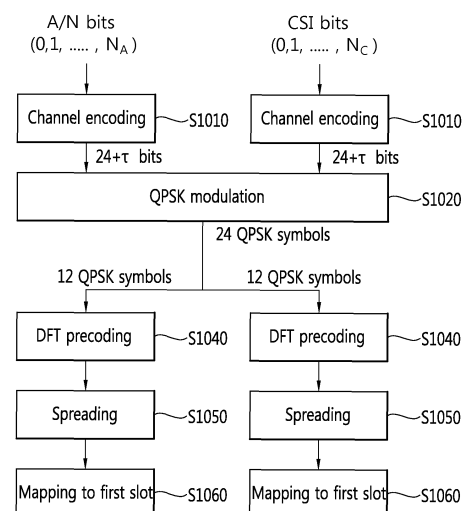 A/N bits
(0,1, ..... , NA)
CSI bits
(0,1, ..... , NC)
Channel encoding
S1010
Channel encoding
S1010
24+τ bits
24+τ bits
QPSK modulation
S1020
24 QPSK symbols
12 QPSK symbols
12 QPSK symbols
DFT precoding
S1040
DFT precoding
S1040
Spreading
S1050
Spreading
S1050
Mapping to first slot
S1060
Mapping to first slot
S1060